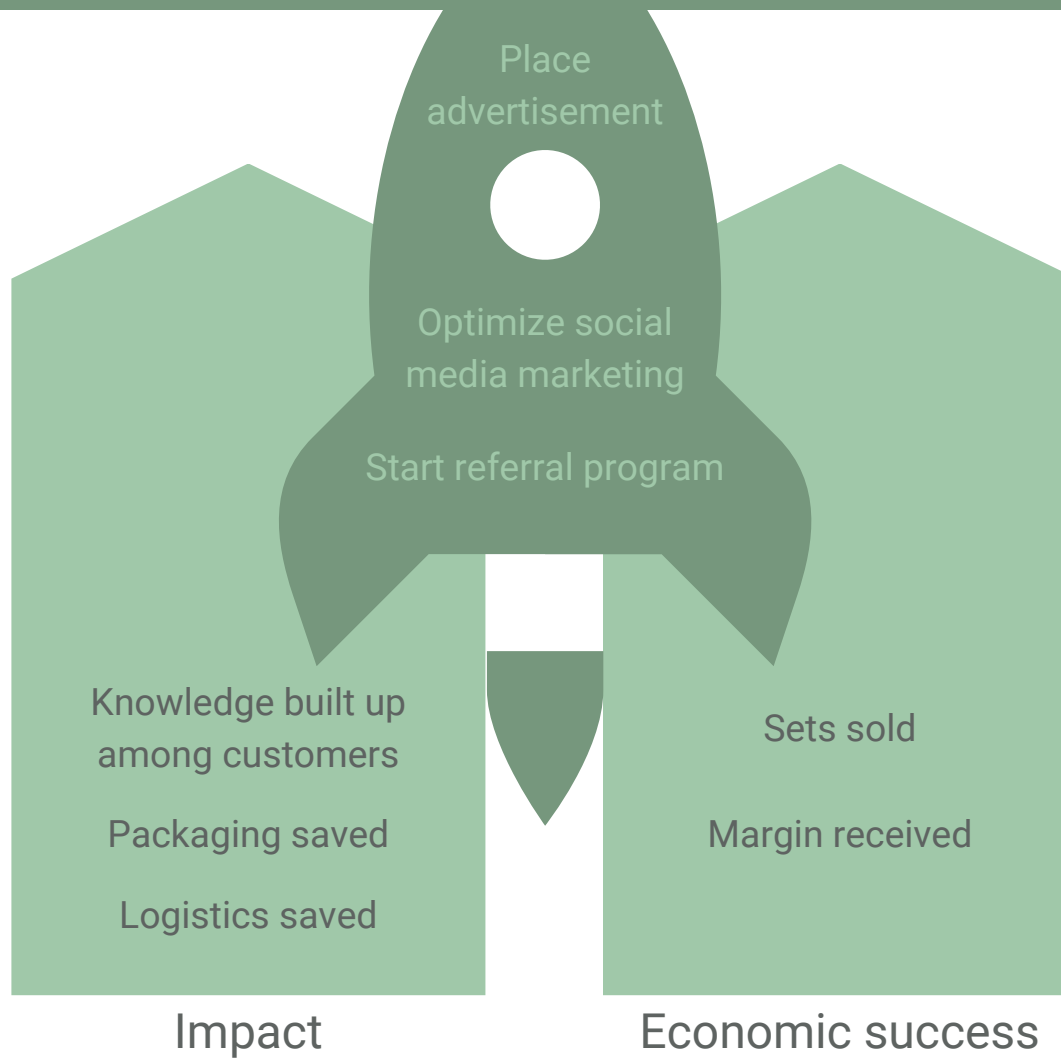 Place
advertisement
Optimize social
media marketing
Start referral program
Knowledge built up
among customers
Packaging saved
Logistics saved
Impact
Sets sold
Margin received
Economic success